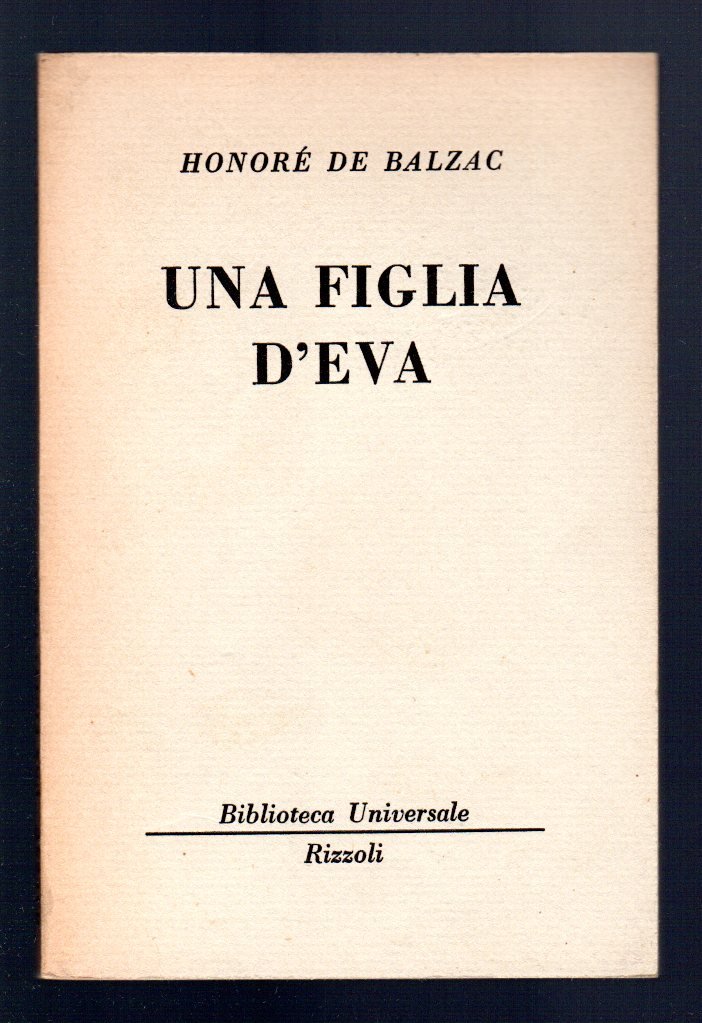 HONORÉ DE BALZAC
UNA FIGLIA
D'EVA
Biblioteca Universale
Rizzoli